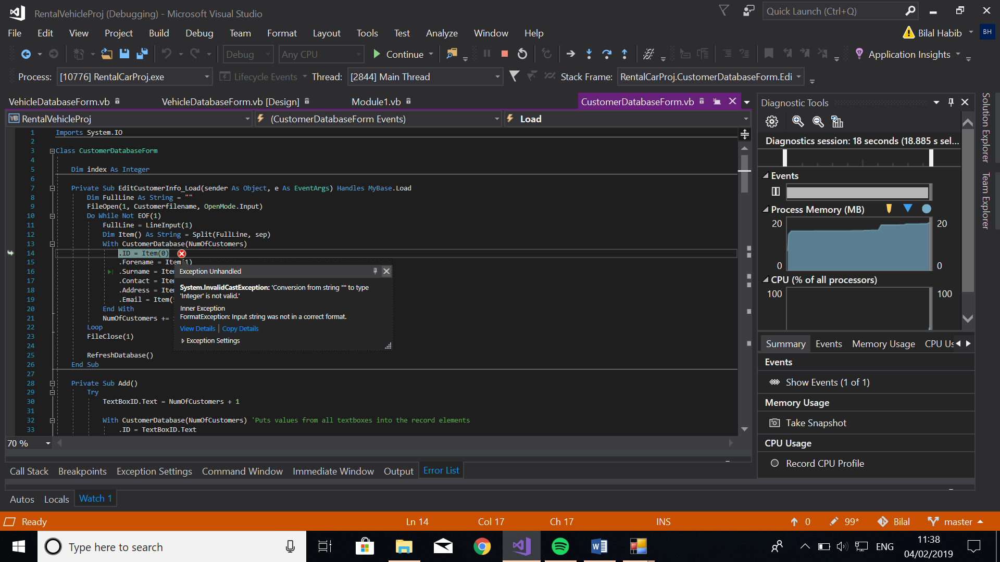 RentalVehicleProj (Debugging) - Microsoft Visual Studio
Quick Launch (Ctrl+Q)
File Edit View Project Build Debug Team Format Layout Tools Test Analyze Window Help
Bilal Habib BH
Debug Any CPU Continue Application Insights
Process: [10776] RentalCarProj.exe Lifecycle Events Thread: [2844] Main Thread Stack Frame: RentalCarProj.CustomerDatabaseForm.Edi
VehicleDatabaseForm.vb VehicleDatabaseForm.vb [Design] Module1.vb CustomerDatabaseForm.vb
VB RentalVehicleProj (CustomerDatabaseForm Events) Load
1 Imports System.IO
2
3 Class CustomerDatabaseForm
4
5 Dim index As Integer
6
7 Private Sub EditCustomerInfo_Load(sender As Object, e As EventArgs) Handles MyBase.Load
8 Dim FullLine As String = ""
9 FileOpen(1, Customerfilename, OpenMode.Input)
10 Do While Not EOF(1)
11 FullLine = LineInput(1)
12 Dim Item() As String = Split(FullLine, sep)
13 With CustomerDatabase(NumOfCustomers)
14 .ID = Item(0)
15 .Forename = Item(1)
16 .Surname = Item
17 .Contact = Item
18 .Address = Item
19 .Email = Item(
20 End With
21 NumOfCustomers +=
22 Loop
23 FileClose(1)
24
25 RefreshDatabase()
26 End Sub
27
28 Private Sub Add()
29 Try
30 TextBoxID.Text = NumOfCustomers + 1
31
32 With CustomerDatabase(NumOfCustomers) 'Puts values from all textboxes into the record elements
33 .ID = TextBoxID.Text
Exception Unhandled
System.InvalidCastException: 'Conversion from string "" to type
'Integer' is not valid.'
Inner Exception
FormatException: Input string was not in a correct format.
View Details | Copy Details
Exception Settings
70 %
Diagnostic Tools
Diagnostics session: 18 seconds (18.885 s sel...
Events
Process Memory (MB)
20 20
0 0
CPU (% of all processors)
100 100
Summary Events Memory Usage CPU Us
Events
Show Events (1 of 1)
Memory Usage
Take Snapshot
CPU Usage
Record CPU Profile
Solution Explorer
Team Explorer
Call Stack Breakpoints Exception Settings Command Window Immediate Window Output Error List
Autos Locals Watch 1
Ready Ln 14 Col 17 Ch 17 INS 0 99* Bilal master
Type here to search
ENG
11:38
04/02/2019